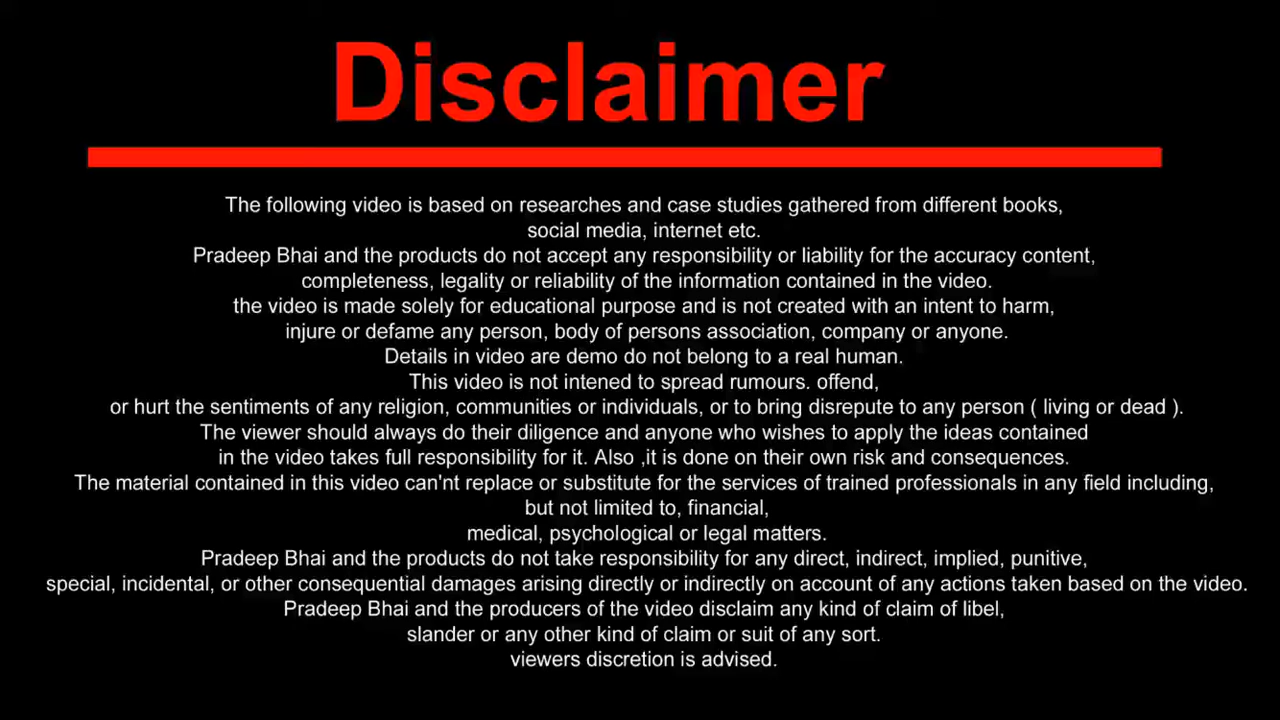 Disclaimer
The following video is based on researches and case studies gathered from different books,
social media, internet etc.
Pradeep Bhai and the products do not accept any responsibility or liability for the accuracy content,
completeness, legality or reliability of the information contained in the video.
the video is made solely for educational purpose and is not created with an intent to harm,
injure or defame any person, body of persons association, company or anyone.
Details in video are demo do not belong to a real human.
This video is not intened to spread rumours. offend,
or hurt the sentiments of any religion, communities or individuals, or to bring disrepute to any person ( living or dead ).
The viewer should always do their diligence and anyone who wishes to apply the ideas contained
in the video takes full responsibility for it. Also ,it is done on their own risk and consequences.
The material contained in this video can'nt replace or substitute for the services of trained professionals in any field including,
but not limited to, financial,
medical, psychological or legal matters.
Pradeep Bhai and the products do not take responsibility for any direct, indirect, implied, punitive,
special, incidental, or other consequential damages arising directly or indirectly on account of any actions taken based on the video.
Pradeep Bhai and the producers of the video disclaim any kind of claim of libel,
slander or any other kind of claim or suit of any sort.
viewers discretion is advised.